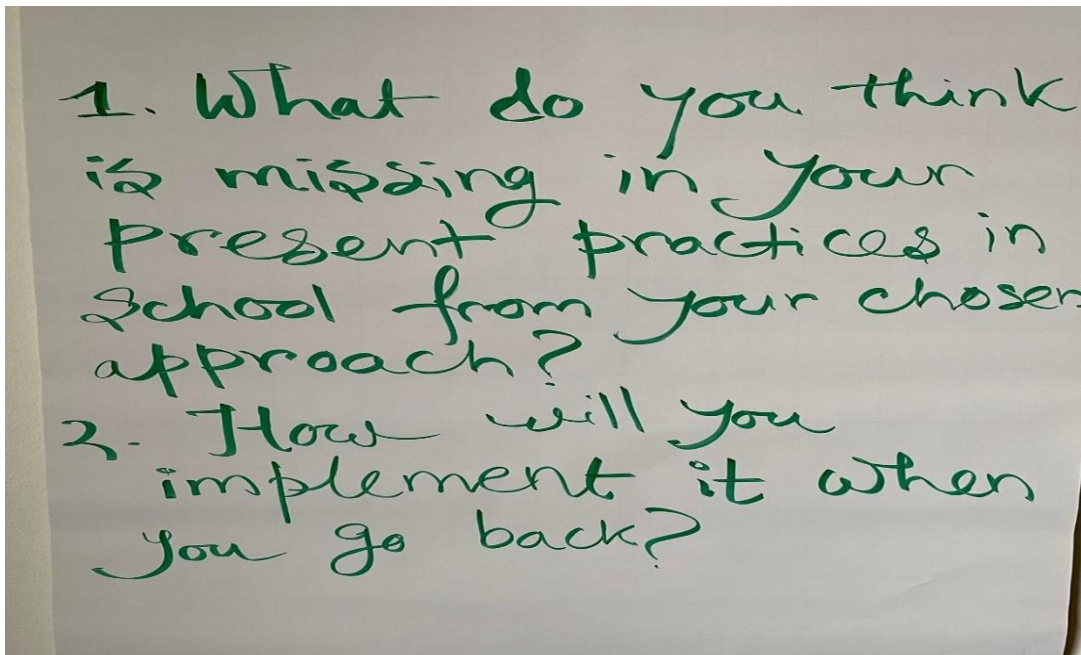 1. What do you think
is missing in your
present practices in
school from your chosen
approach?
2. How will you
implement it when
you go back?